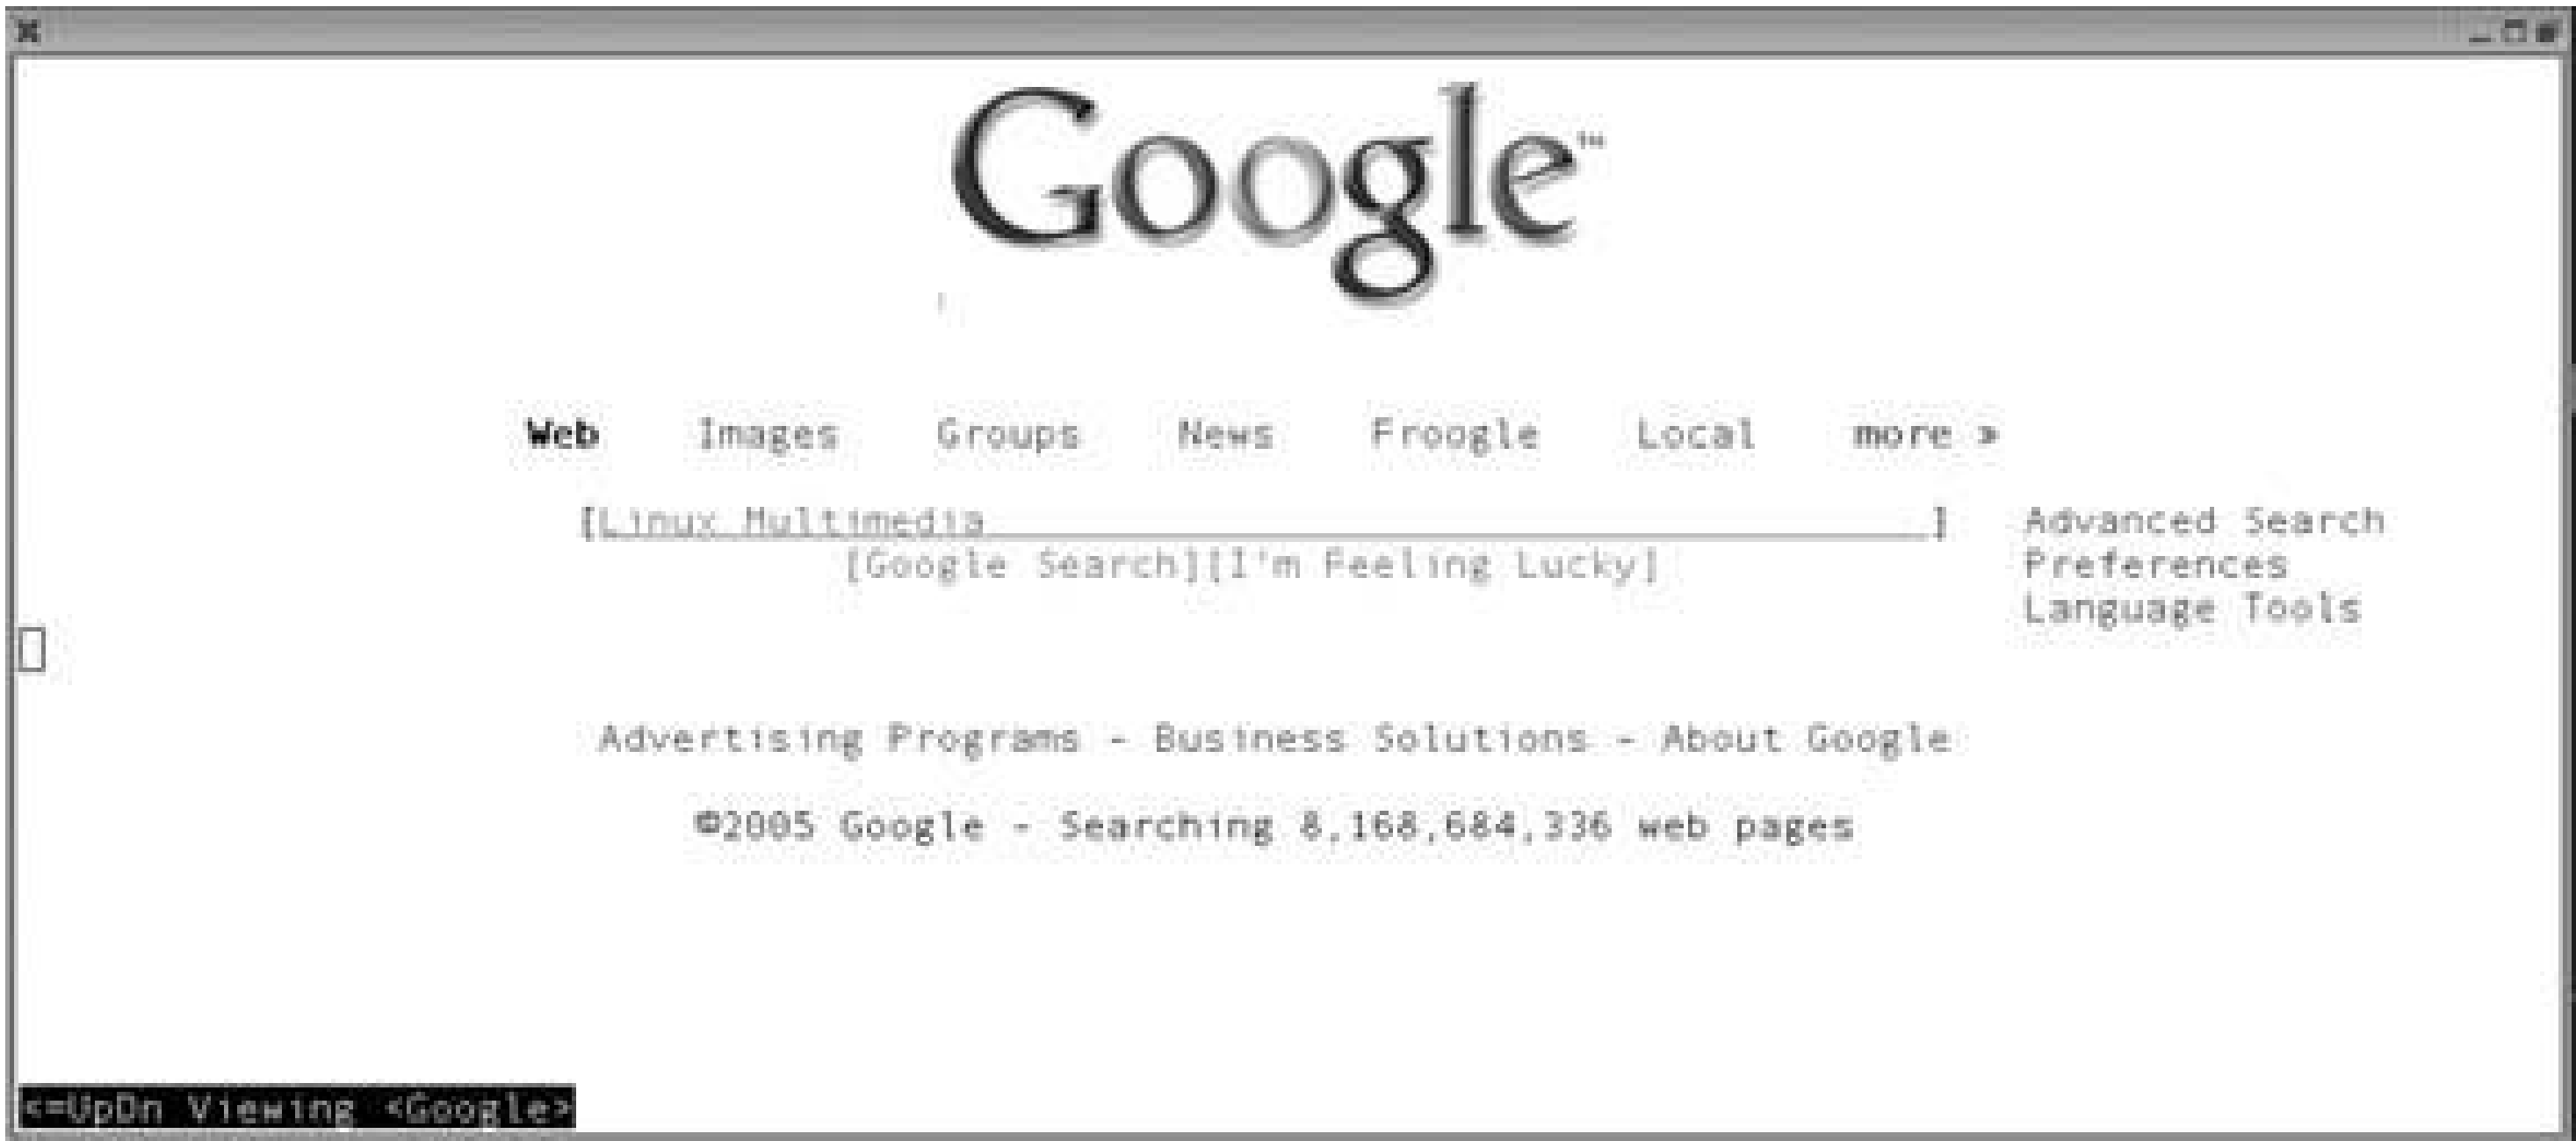 Google™
Web Images Groups News Froogle Local more »
[Linux Multimedia ] Advanced Search
[Google Search][I'm Feeling Lucky] Preferences
Language Tools
Advertising Programs - Business Solutions - About Google
©2005 Google - Searching 8,168,684,336 web pages
<=UpDn Viewing <Google>